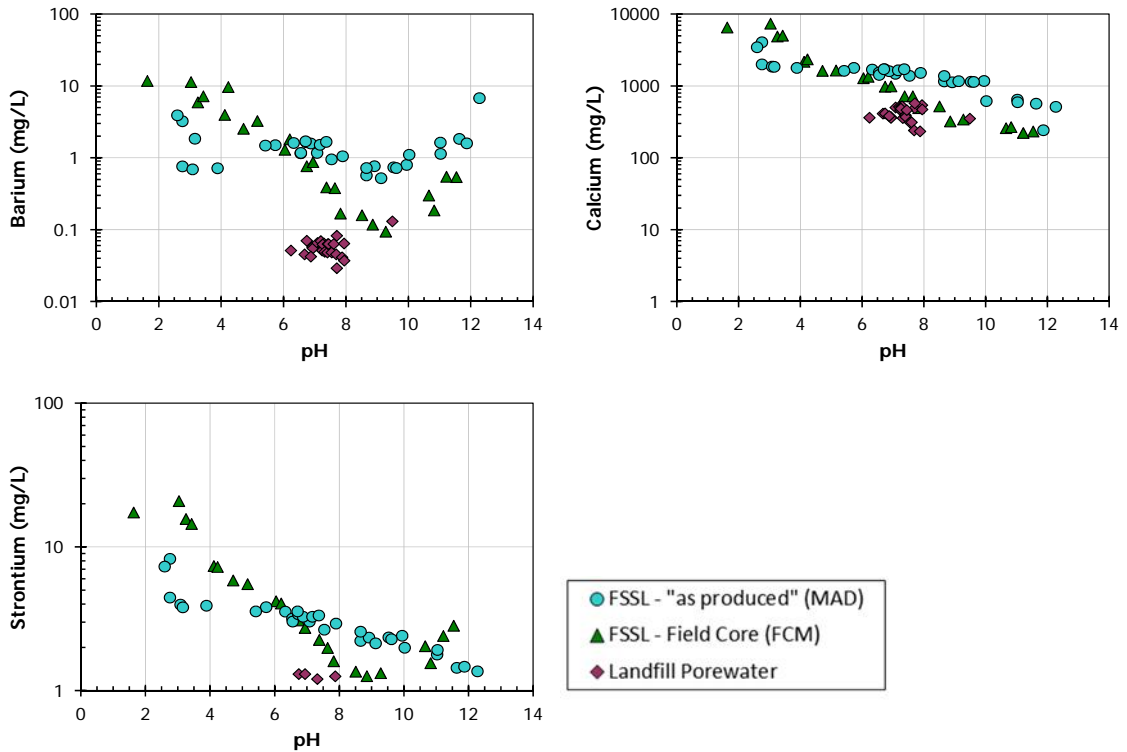 100
10
1
0.1
0.01
Barium (mg/L)
0 2 4 6 8 10 12 14
pH
10000
1000
100
10
1
Calcium (mg/L)
0 2 4 6 8 10 12 14
pH
100
10
1
Strontium (mg/L)
0 2 4 6 8 10 12 14
pH
FSSL - "as produced" (MAD)
FSSL - Field Core (FCM)
Landfill Porewater